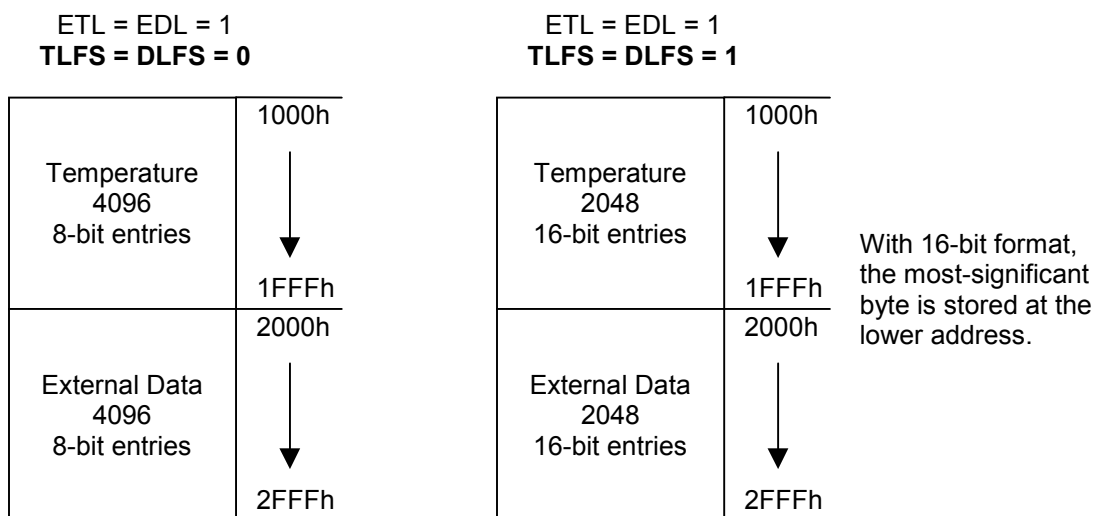 ETL = EDL = 1
TLFS = DLFS = 0
1000h
Temperature
4096
8-bit entries
1FFFh
2000h
External Data
4096
8-bit entries
2FFFh
ETL = EDL = 1
TLFS = DLFS = 1
1000h
Temperature
2048
16-bit entries
1FFFh
2000h
External Data
2048
16-bit entries
2FFFh
With 16-bit format,
the most-significant
byte is stored at the
lower address.